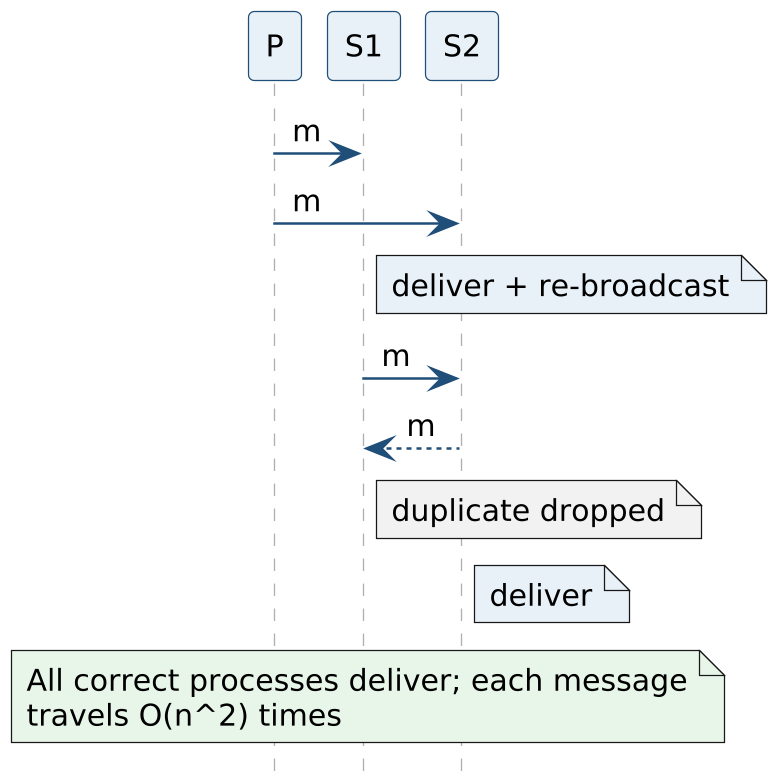 P
S1
S2
m
m
deliver + re-broadcast
m
m
duplicate dropped
deliver
All correct processes deliver; each message
travels O(n^2) times